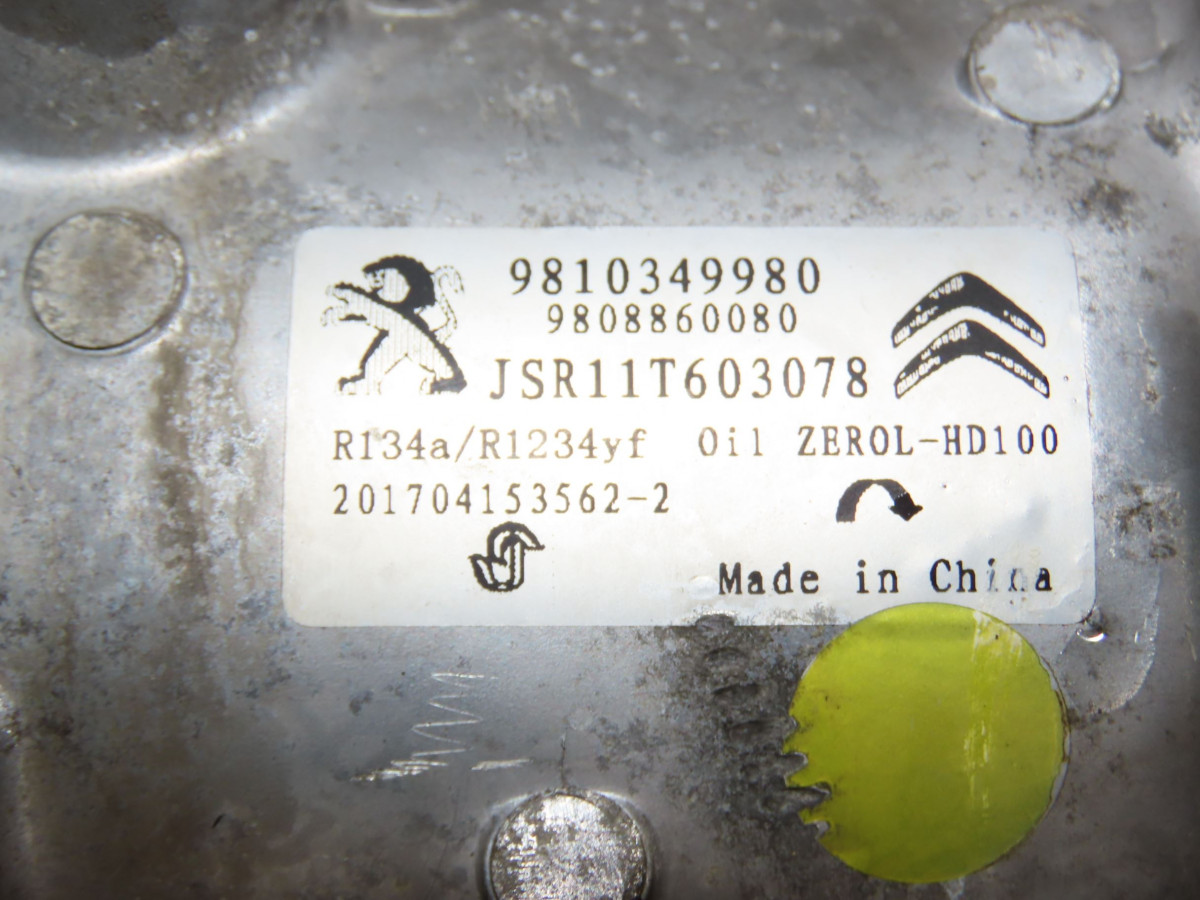 9810349980
9808860080
JSR11T603078
R134a/R1234yf Oil ZEROL-HD100
201704153562-2
Made in China